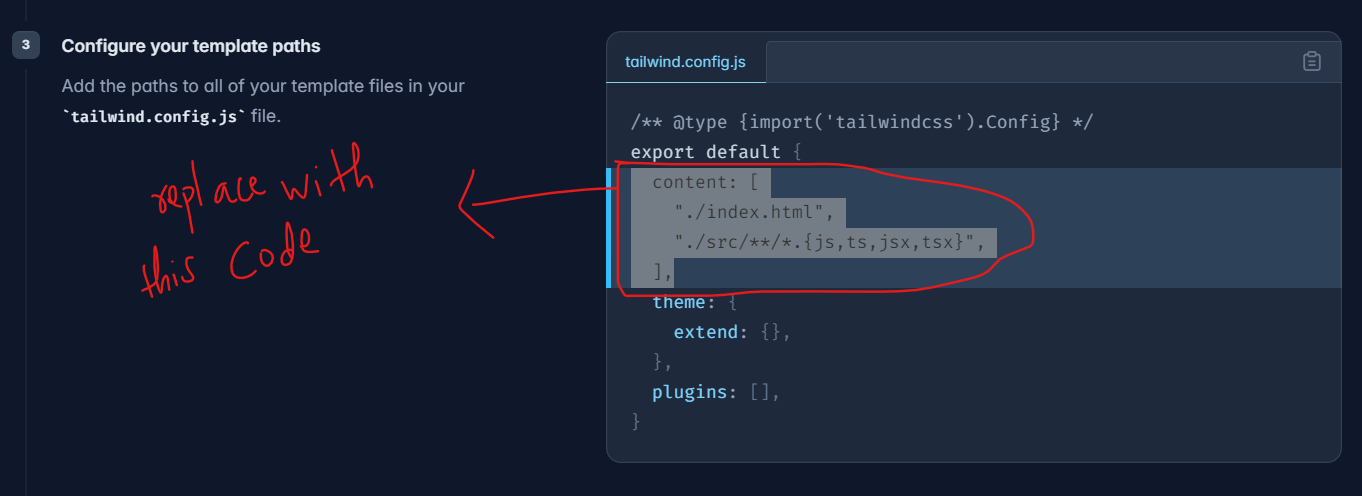 3
Configure your template paths
Add the paths to all of your template files in your
`tailwind.config.js` file.
replace with
this code
tailwind.config.js
/** @type {import('tailwindcss').Config} */
export default {
  content: [
    "./index.html",
    "./src/**/*.{js,ts,jsx,tsx}",
  ],
  theme: {
    extend: {},
  },
  plugins: [],
}